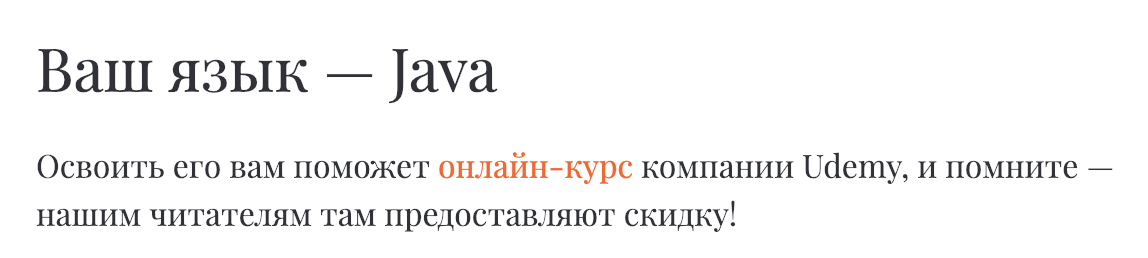 Ваш язык — Java
Освоить его вам поможет онлайн-курс компании Udemy, и помните —
нашим читателям там предоставляют скидку!